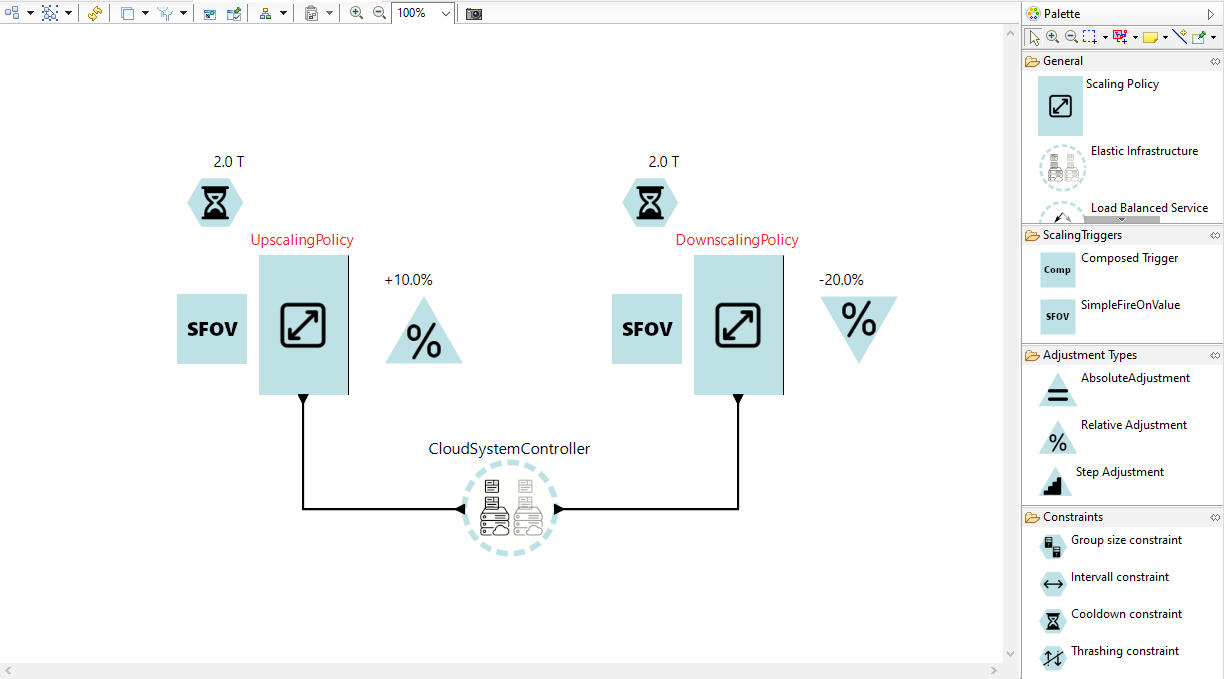 100%
Palette
General
Scaling Policy
Elastic Infrastructure
Load Balanced Service
ScalingTriggers
Composed Trigger
Comp
SimpleFireOnValue
SFOV
Adjustment Types
AbsoluteAdjustment
Relative Adjustment
%
Step Adjustment
Constraints
Group size constraint
Intervall constraint
Cooldown constraint
Thrashing constraint
2.0 T
2.0 T
UpscalingPolicy
DownscalingPolicy
+10.0%
-20.0%
SFOV
%
SFOV
%
CloudSystemController